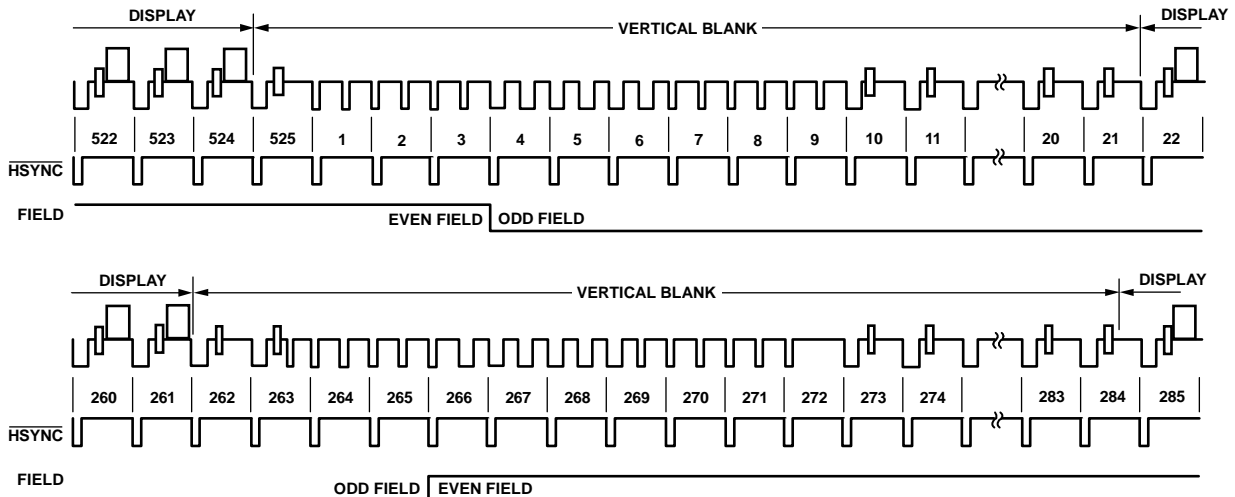 DISPLAY VERTICAL BLANK DISPLAY
522 523 524 525 1 2 3 4 5 6 7 8 9 10 11 20 21 22
HSYNC
FIELD EVEN FIELD ODD FIELD
DISPLAY VERTICAL BLANK DISPLAY
260 261 262 263 264 265 266 267 268 269 270 271 272 273 274 283 284 285
HSYNC
FIELD ODD FIELD EVEN FIELD